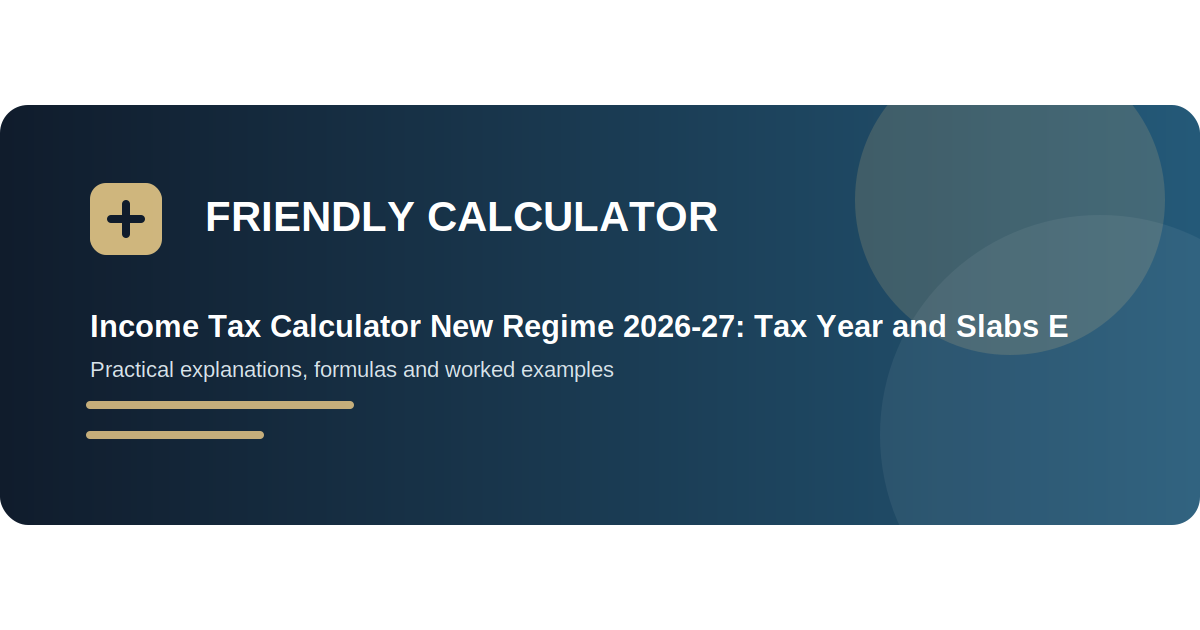 FRIENDLY CALCULATOR
Income Tax Calculator New Regime 2026-27: Tax Year and Slabs E
Practical explanations, formulas and worked examples